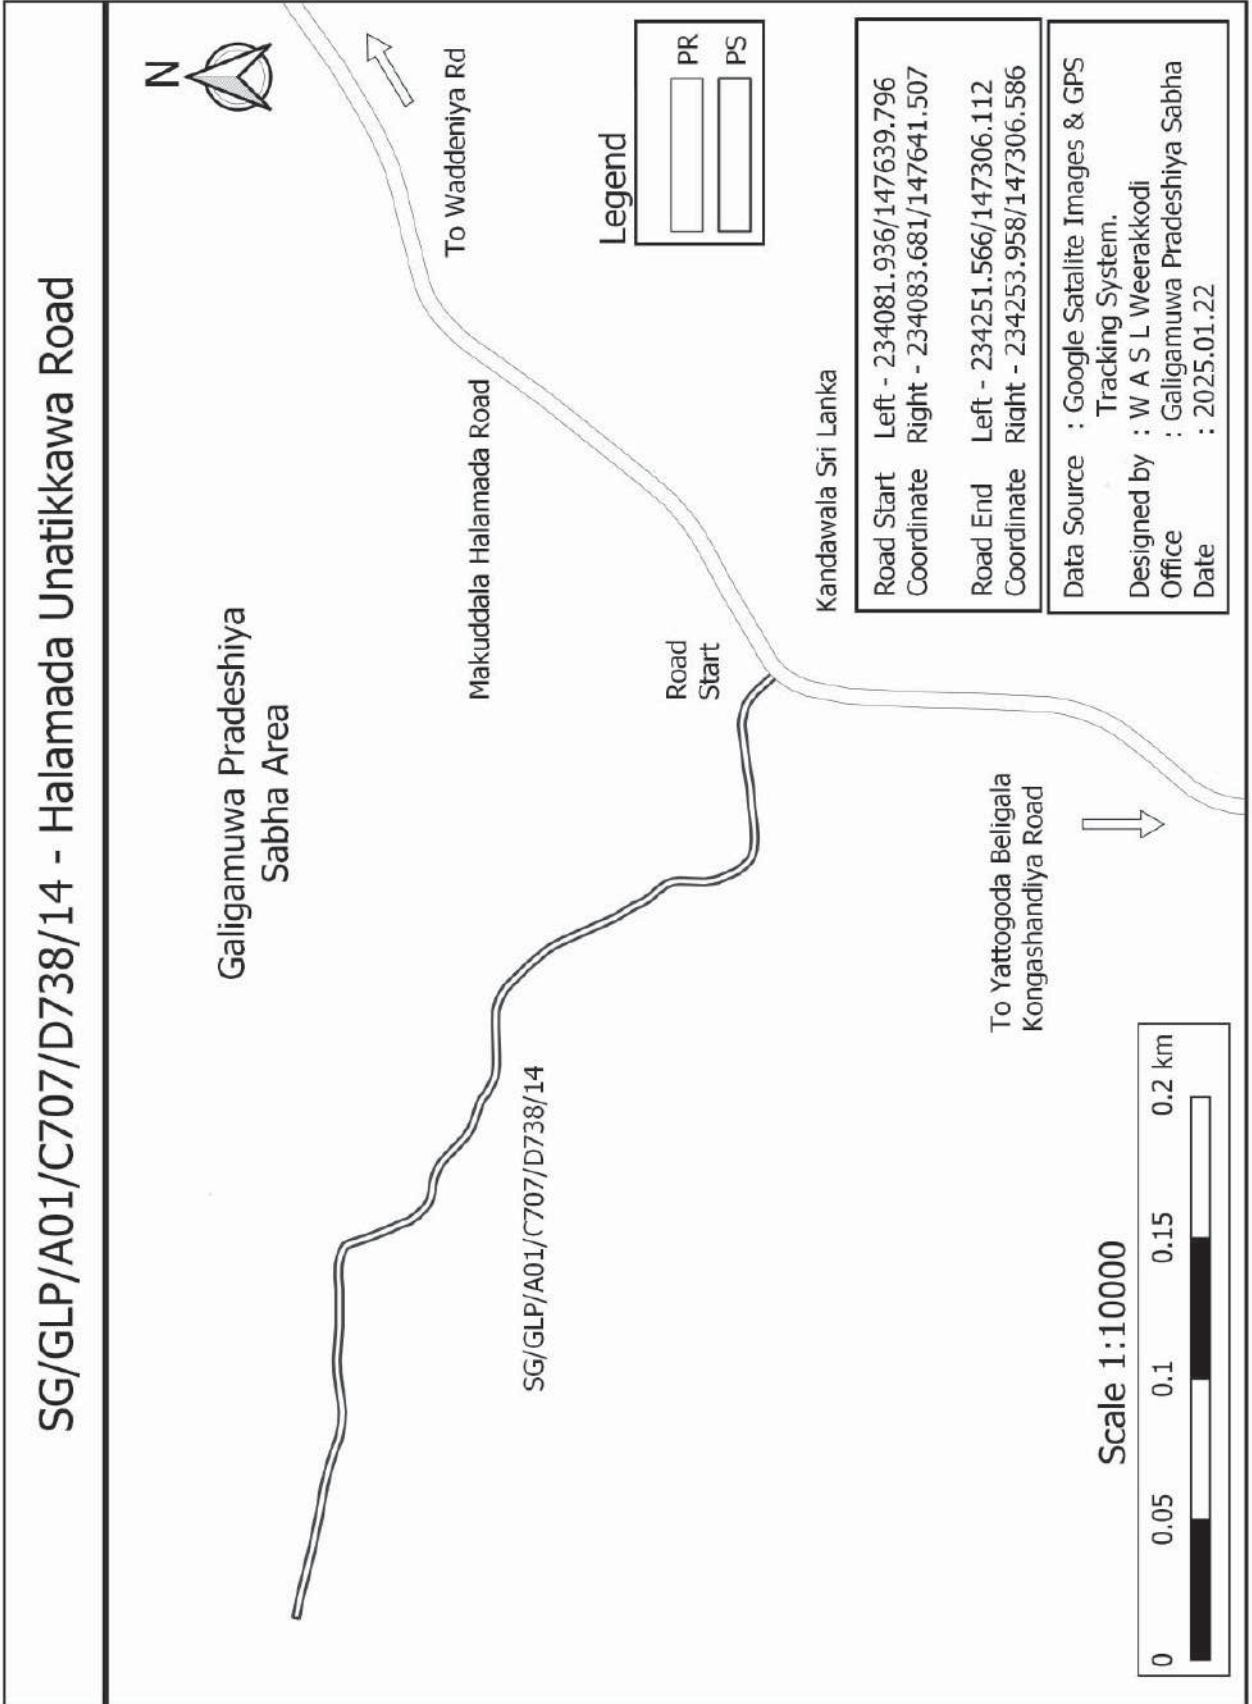 SG/GLP/A01/C707/D738/14 - Halamada Unatikkawa Road
N
Galigamuwa Pradeshiya
Sabha Area
To Waddeniya Rd
Makuddala Halamada Road
Legend
PR
PS
Road
Start
SG/GLP/A01/C707/D738/14
Kandawala Sri Lanka
Road Start Left - 234081.936/147639.796
Coordinate Right - 234083.681/147641.507
Road End Left - 234251.566/147306.112
Coordinate Right - 234253.958/147306.586
To Yattogoda Beligala
Kongashandiya Road
Data Source : Google Satalite Images & GPS
Tracking System.
Designed by : W A S L Weerakkodi
Office : Galigamuwa Pradeshiya Sabha
Date : 2025.01.22
Scale 1:10000
0 0.05 0.1 0.15 0.2 km